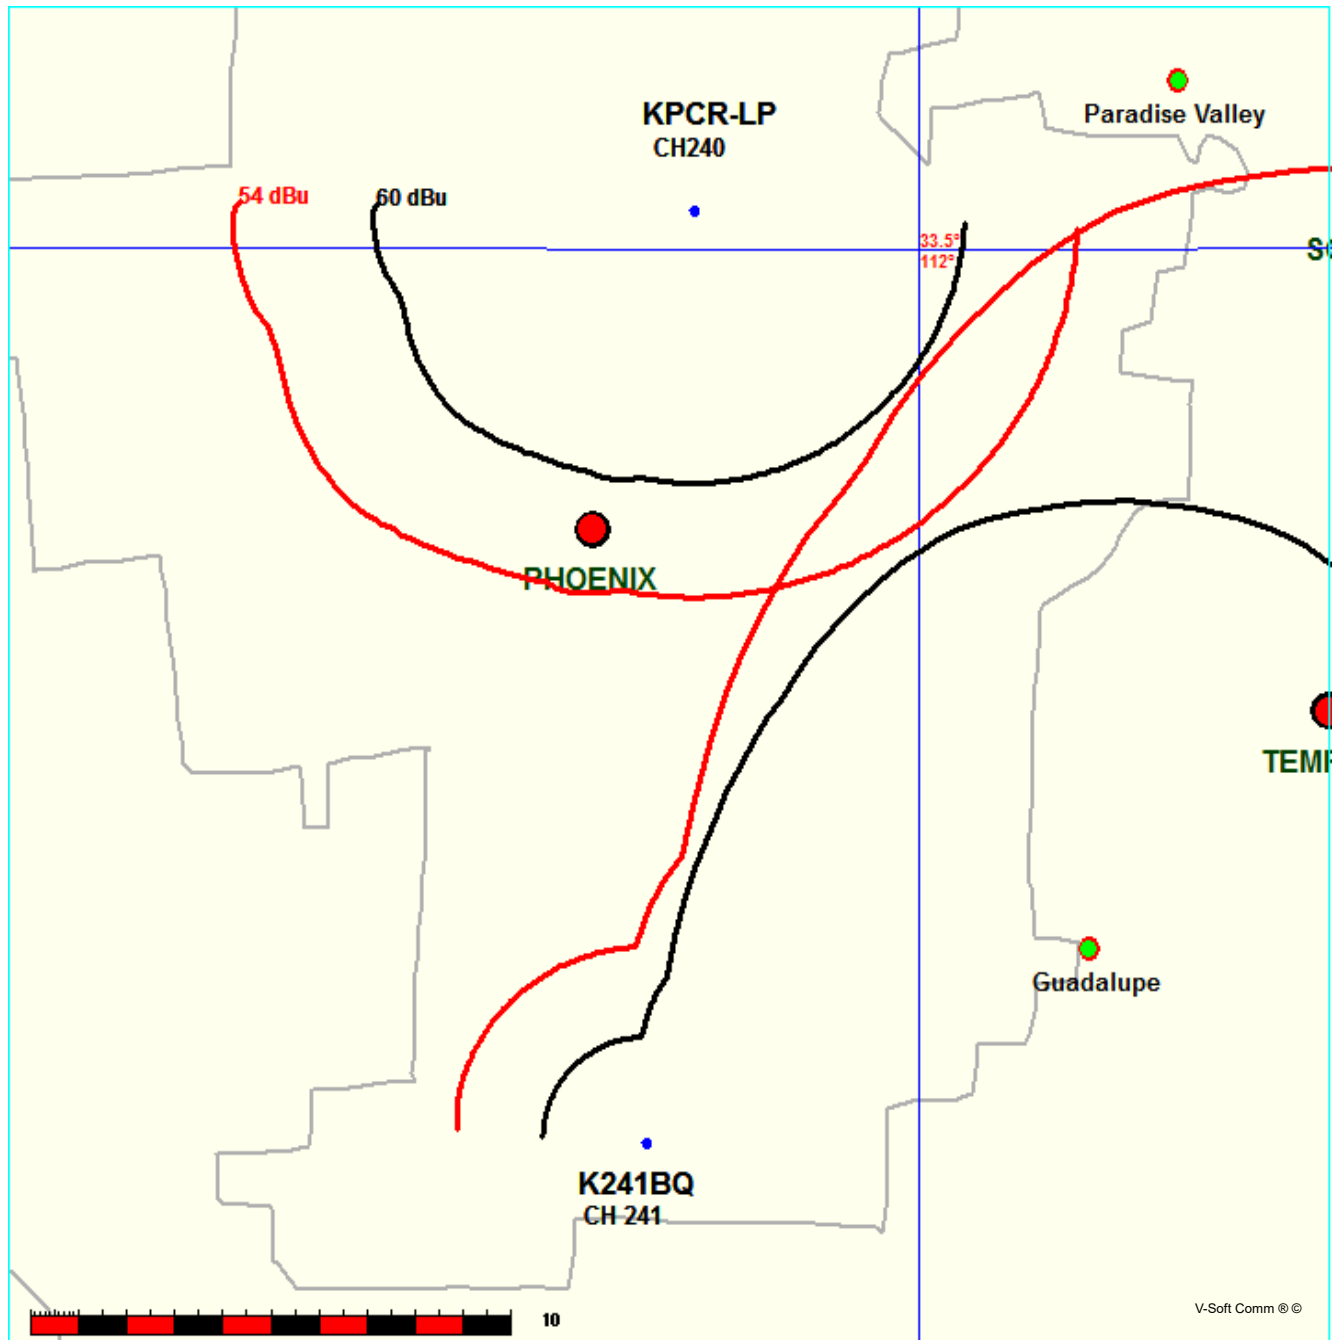 KPCR-LP
CH240
Paradise Valley
54 dBu
60 dBu
33.5°
112°
PHOENIX
Guadalupe
K241BQ
CH 241
10
V-Soft Comm ® ©